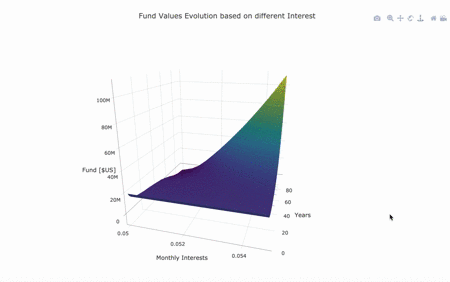 Fund Values Evolution based on different Interest
100M
80M
60M
Fund [$US]
40M
20M
0
0.05
0.052
0.054
Monthly Interests
80
60
40
20
0
Years